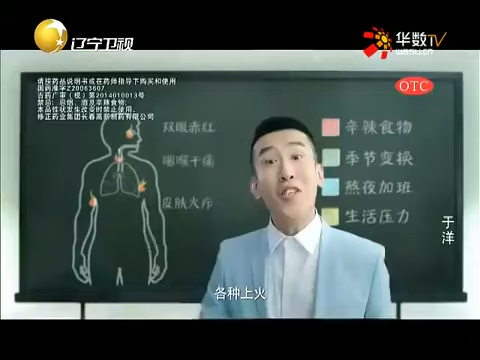 辽宁卫视
华数TV
请按药品说明书或在药师指导下购买和使用
国药准字Z20063607
吉药广审（视）第2014010013号
禁忌：忌烟、酒及辛辣食物；
本品性状发生改变时禁止使用。
修正药业集团长春高新制药有限公司
OTC
双眼赤红
咽喉干痛
皮肤火疖
辛辣食物
季节变换
熬夜加班
生活压力
于洋
各种上火